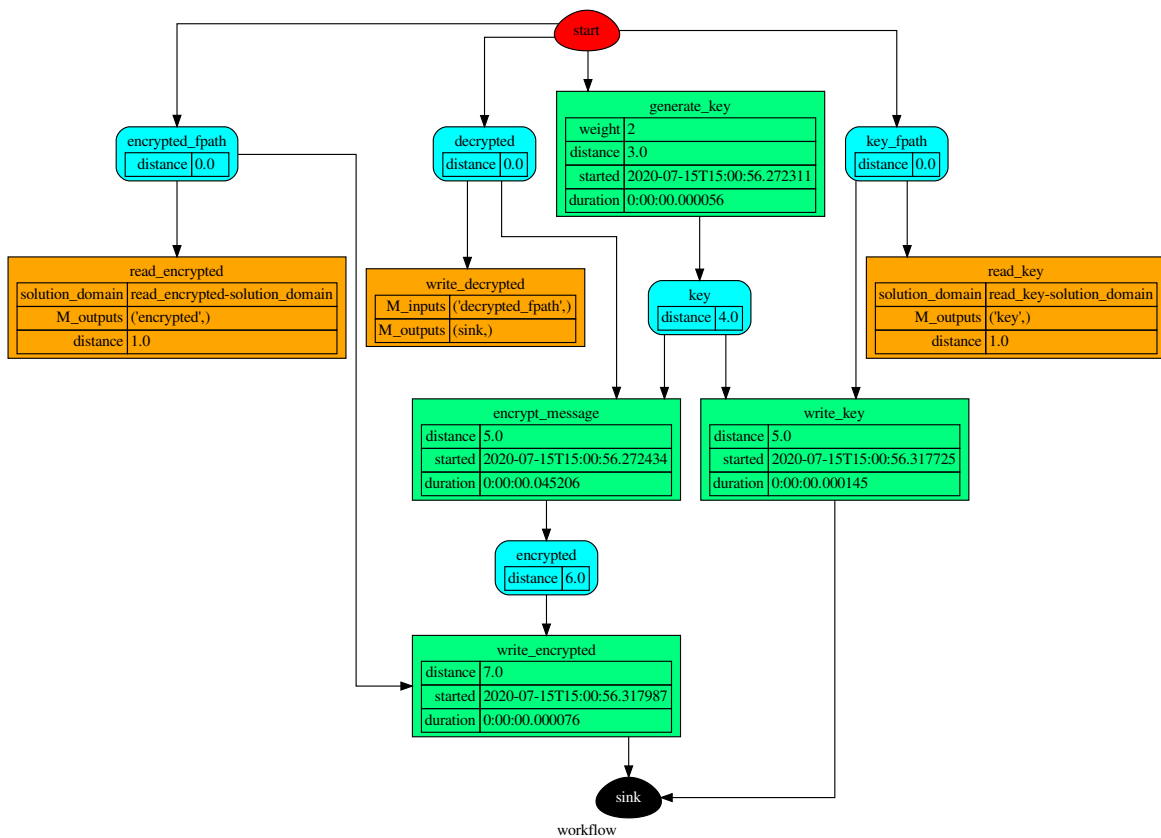 start
encrypted_fpath
distance 0.0
decrypted
distance 0.0
generate_key
weight 2
distance 3.0
started 2020-07-15T15:00:56.272311
duration 0:00:00.000056
key_fpath
distance 0.0
read_encrypted
solution_domain read_encrypted-solution_domain
M_outputs ('encrypted',)
distance 1.0
write_decrypted
M_inputs ('decrypted_fpath',)
M_outputs (sink,)
key
distance 4.0
read_key
solution_domain read_key-solution_domain
M_outputs ('key',)
distance 1.0
encrypt_message
distance 5.0
started 2020-07-15T15:00:56.272434
duration 0:00:00.045206
write_key
distance 5.0
started 2020-07-15T15:00:56.317725
duration 0:00:00.000145
encrypted
distance 6.0
write_encrypted
distance 7.0
started 2020-07-15T15:00:56.317987
duration 0:00:00.000076
sink
workflow